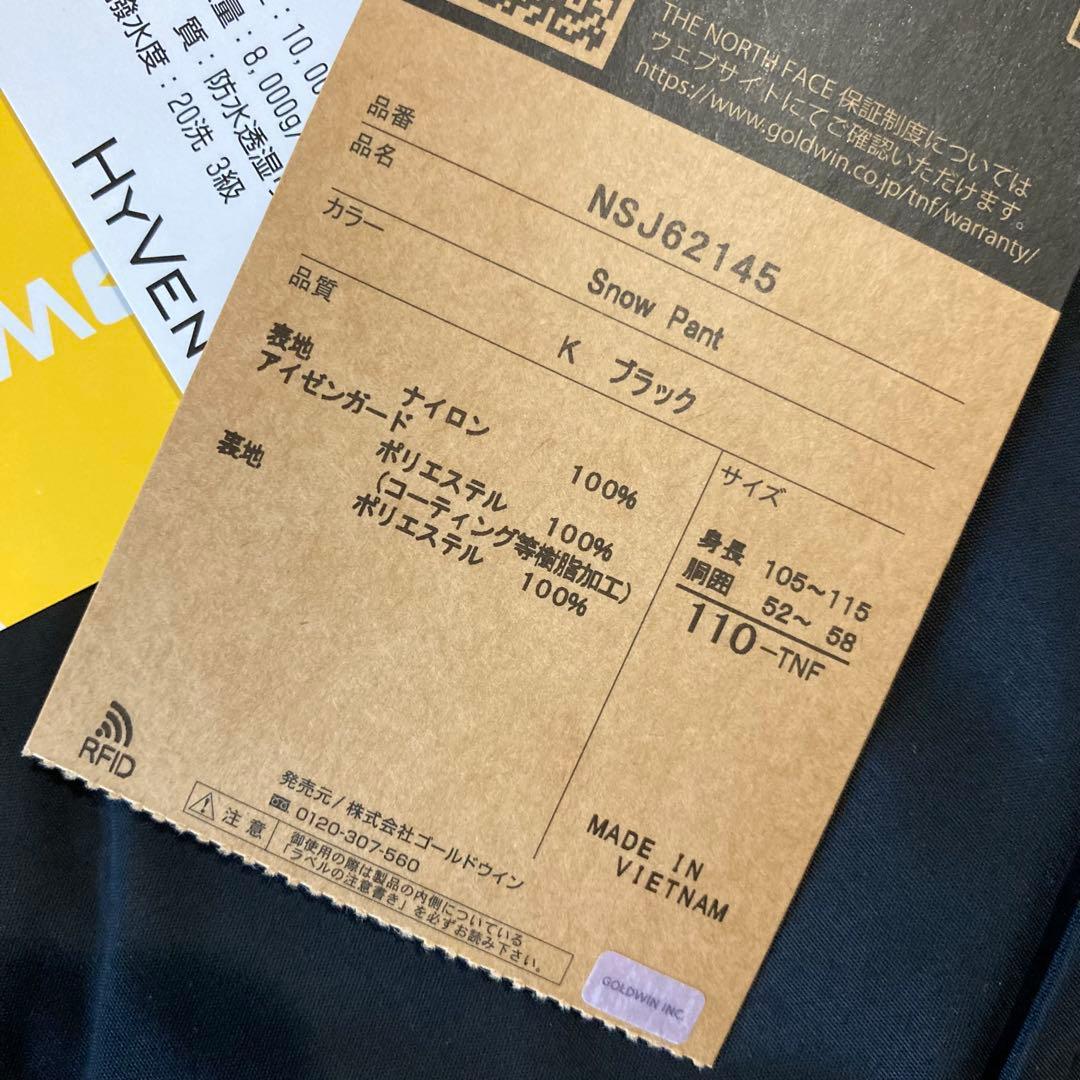 THE NORTH FACE 保証制度については
ウェブサイトにてご確認いただけます。
https://www.goldwin.co.jp/tnf/warranty/
: 10,00
量 : 8,000g/
質 : 防水透湿
撥水度 : 20洗 3級
HYVEN
品番 NSJ62145
品名 Snow Pant
カラー K ブラック
品質
表地 ナイロン 100%
アイゼンガード
ポリエステル 100%
(コーティング等樹脂加工)
裏地 ポリエステル 100%
サイズ
身長 105〜115
胴囲 52〜 58
110-TNF
RFID
発売元/株式会社ゴールドウイン
0120-307-560
注意
御使用の際は製品の内側についている
「ラベルの注意書き」を必ずお読み下さい。
MADE IN
VIETNAM
GOLDWIN INC.